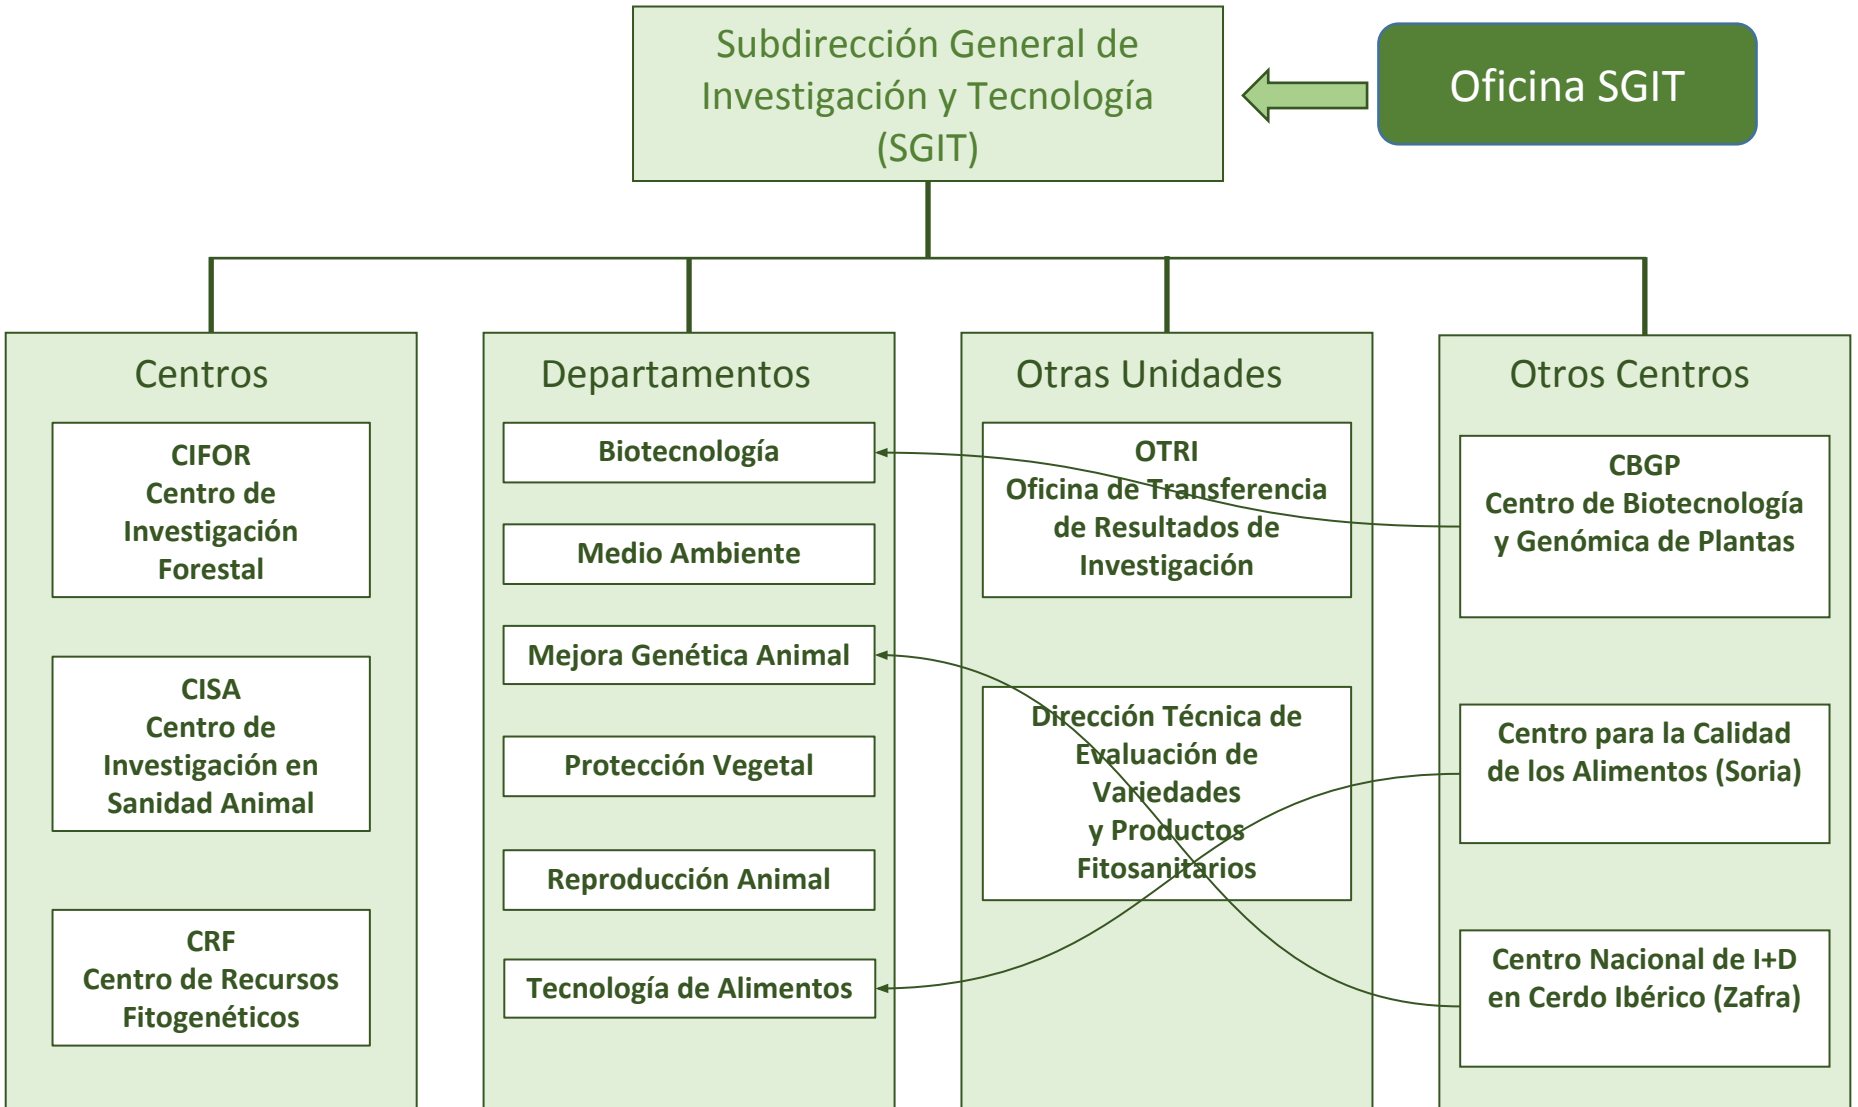 Subdirección General de
Investigación y Tecnología
(SGIT)
Oficina SGIT
Centros
CIFOR
Centro de
Investigación
Forestal
CISA
Centro de
Investigación en
Sanidad Animal
CRF
Centro de Recursos
Fitogenéticos
Departamentos
Biotecnología
Medio Ambiente
Mejora Genética Animal
Protección Vegetal
Reproducción Animal
Tecnología de Alimentos
Otras Unidades
OTRI
Oficina de Transferencia
de Resultados de
Investigación
Dirección Técnica de
Evaluación de
Variedades
y Productos
Fitosanitarios
Otros Centros
CBGP
Centro de Biotecnología
y Genómica de Plantas
Centro para la Calidad
de los Alimentos (Soria)
Centro Nacional de I+D
en Cerdo Ibérico (Zafra)